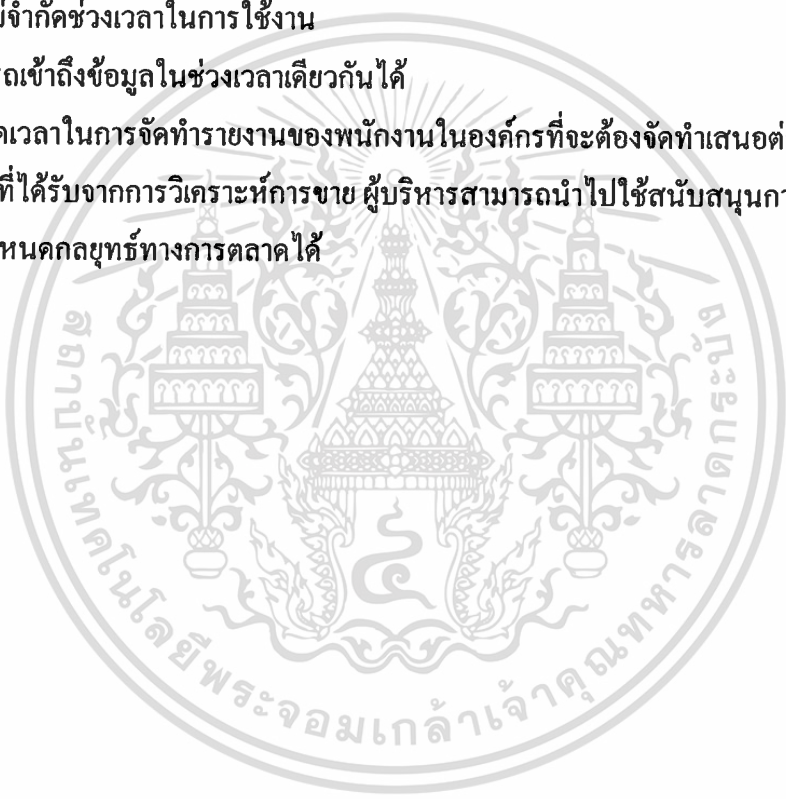 จำกัดช่วงเวลาในการใช้งาน
เข้าถึงข้อมูลในช่วงเวลาเดียวกันได้
เวลาในการจัดทำรายงานของพนักงานในองค์กรที่จะต้องจัดทำเสนอต่
ที่ได้รับจากการวิเคราะห์การขาย ผู้บริหารสามารถนำไปใช้สนับสนุนกา
หนดกลยุทธ์ทางการตลาดได้
สถาบันเทคโนโลยีพระจอมเกล้าเจ้าคุณทหารลาดกระบัง